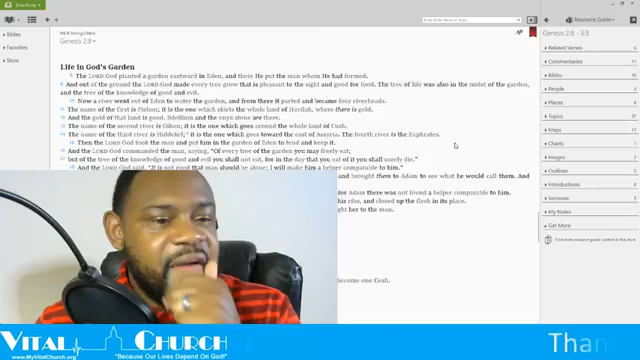 Resource Guide
NKJV Strong's Bible
Genesis 2:8
Genesis 2:8 - 3:3
Bibles
Favorites
Store
Related Verses
Commentaries
Bibles
People
Places
Topics
Maps
Charts
Images
Outlines
Introductions
Sermons
My Notes
Get More
Find more resource guide content in the store
Life in God's Garden
8 The LORD God planted a garden eastward in Eden, and there He put the man whom He had formed.
9 And out of the ground the LORD God made every tree grow that is pleasant to the sight and good for food. The tree of life was also in the midst of the garden,
and the tree of the knowledge of good and evil.
10 Now a river went out of Eden to water the garden, and from there it parted and became four riverheads.
11 The name of the first is Pishon; it is the one which skirts the whole land of Havilah, where there is gold.
12 And the gold of that land is good. Bdellium and the onyx stone are there.
13 The name of the second river is Gihon; it is the one which goes around the whole land of Cush.
14 The name of the third river is Hiddekel; it is the one which goes toward the east of Assyria. The fourth river is the Euphrates.
15 Then the LORD God took the man and put him in the garden of Eden to tend and keep it.
16 And the LORD God commanded the man, saying, "Of every tree of the garden you may freely eat;
17 but of the tree of the knowledge of good and evil you shall not eat, for in the day that you eat of it you shall surely die."
18 And the LORD God said, "It is not good that man should be alone; I will make him a helper comparable to him."
and brought them to Adam to see what he would call them. And
for Adam there was not found a helper comparable to him.
his ribs, and closed up the flesh in its place.
ght her to the man.
become one flesh.
VITAL CHURCH
www.MyVitalChurch.org
"Because Our Lives Depend On God!"
Than